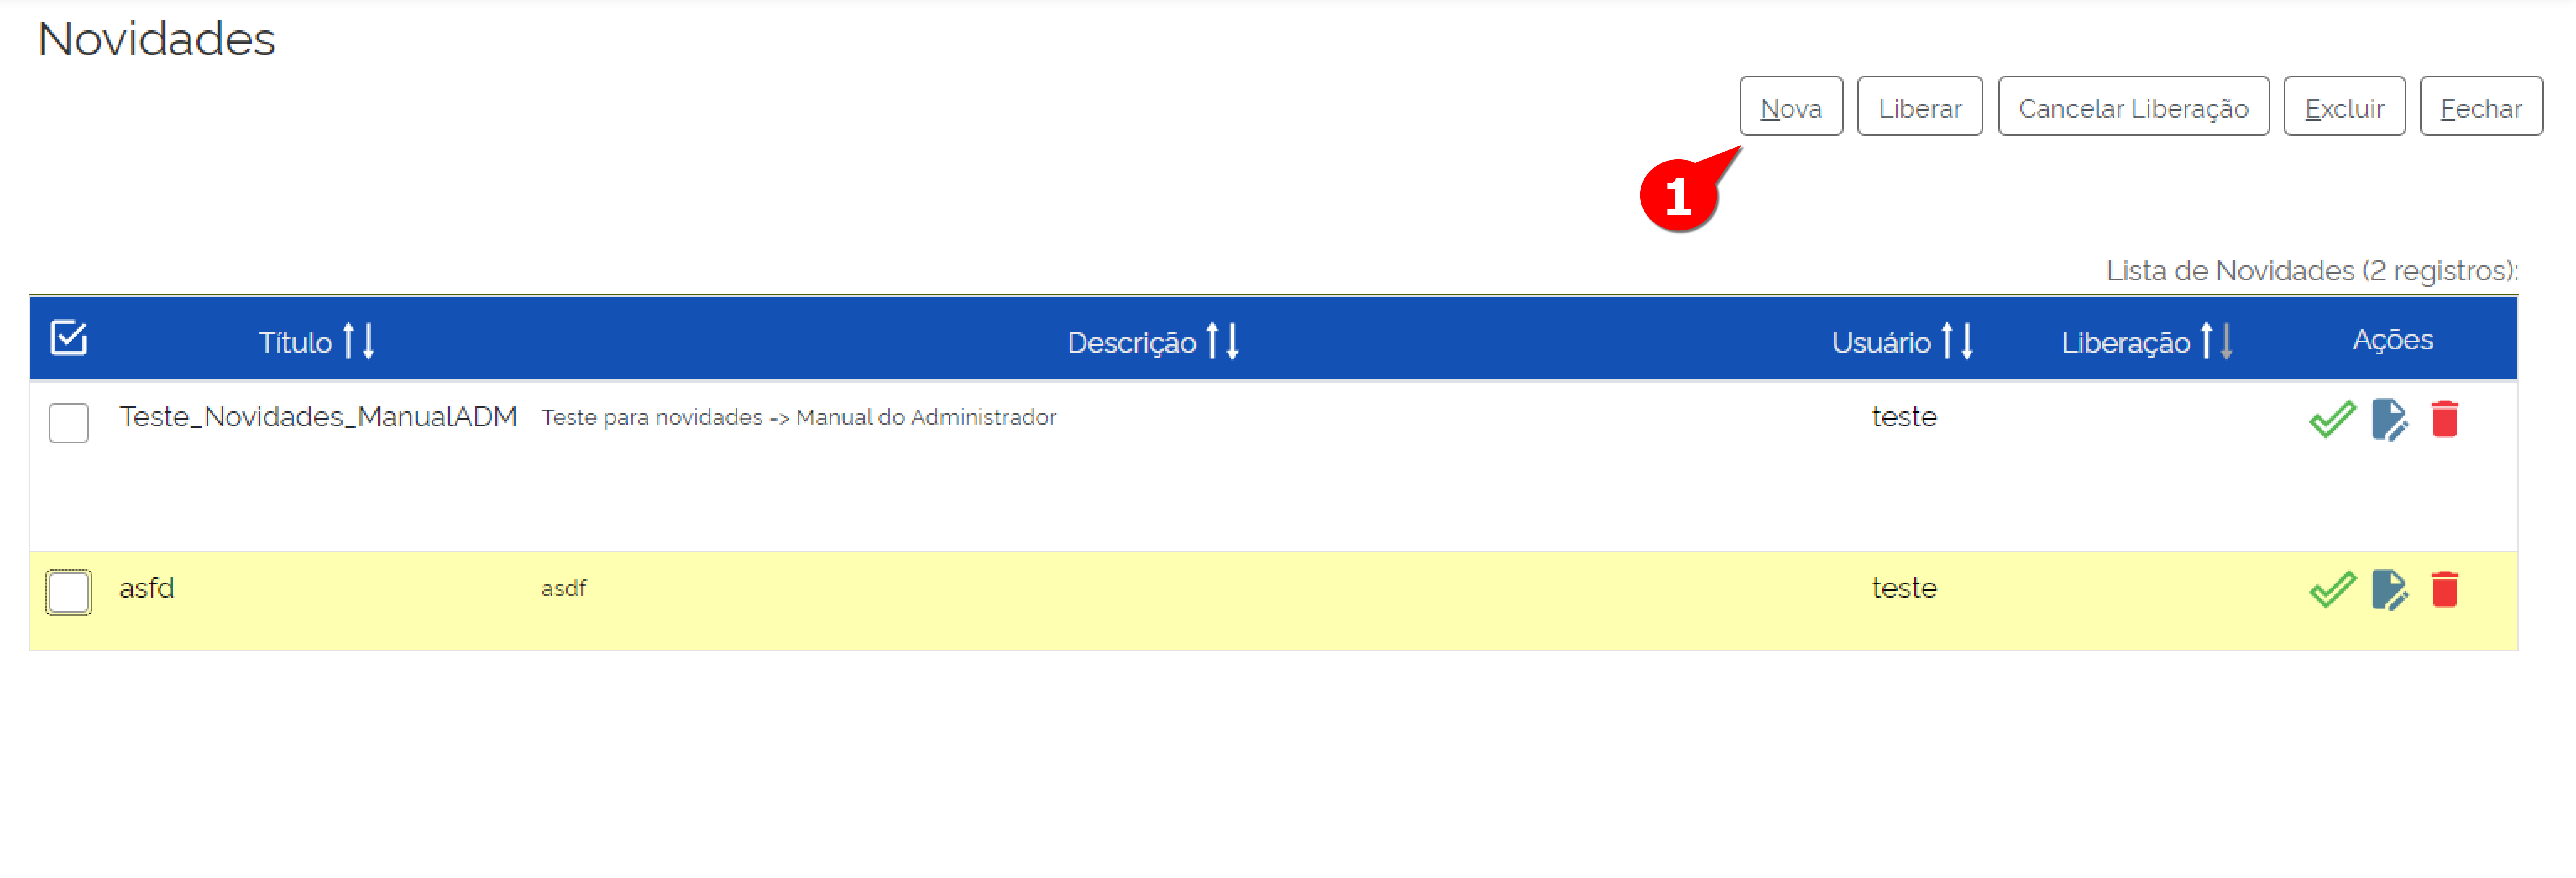 Novidades
Nova Liberar Cancelar Liberação Excluir Fechar
1
Lista de Novidades (2 registros):
Título Descrição Usuário Liberação Ações
Teste_Novidades_ManualADM Teste para novidades => Manual do Administrador teste
asfd asdf teste